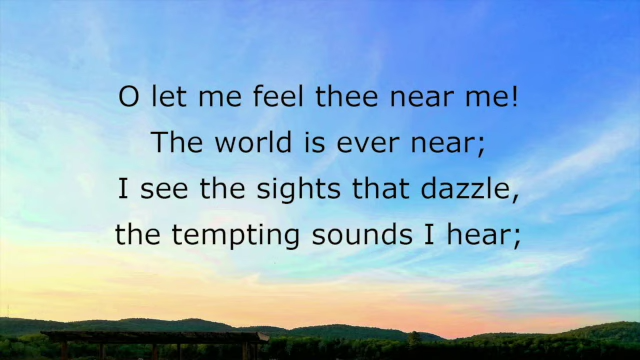 O let me feel thee near me!
The world is ever near;
I see the sights that dazzle,
the tempting sounds I hear;